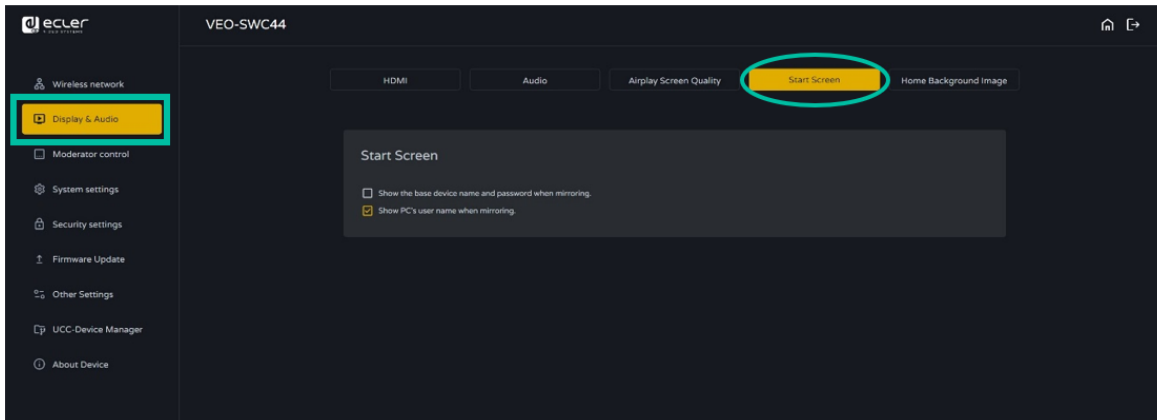 ecler
VEO-SWC44
Wireless network
Display & Audio
Moderator control
System settings
Security settings
Firmware Update
Other Settings
UCC-Device Manager
About Device
HDMI
Audio
Airplay Screen Quality
Start Screen
Home Background Image
Start Screen
Show the base device name and password when mirroring.
Show PC's user name when mirroring.